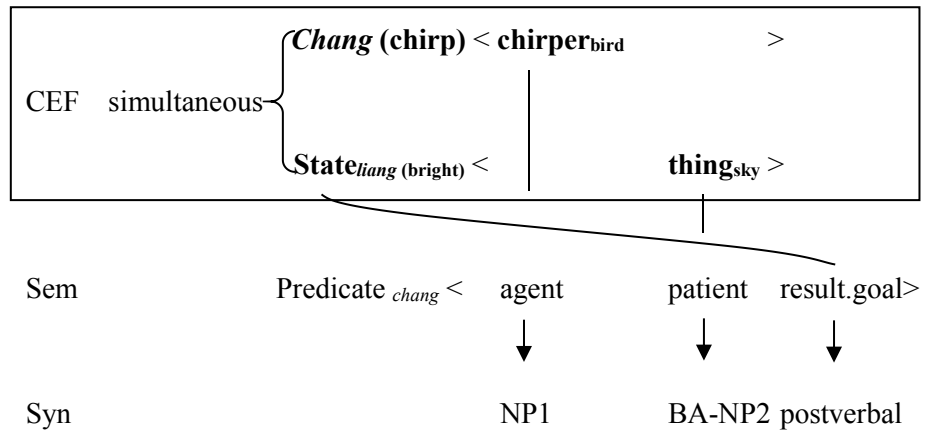 Chang (chirp) < chirper bird >
CEF simultaneous
State liang (bright) < thing sky >
Sem Predicate chang < agent patient result.goal>
Syn NP1 BA-NP2 postverbal